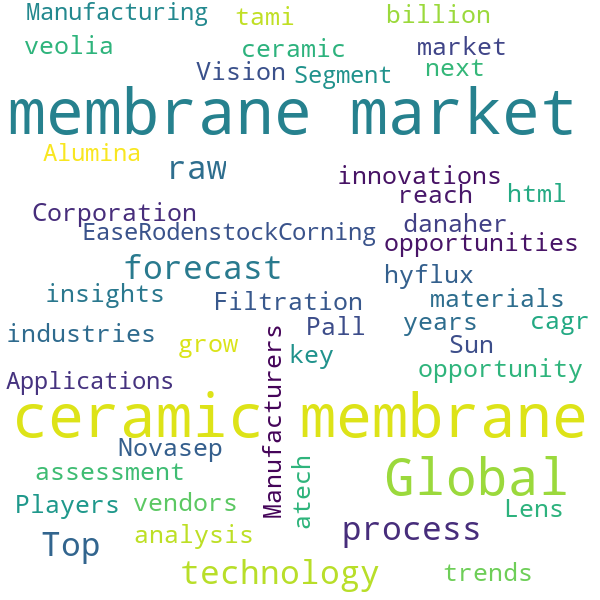 Manufacturing tami billion
veolia ceramic market
Vision Segment next
membrane market
Alumina raw
innovations
reach html
Corporation danaher
EaseRodenstockCorning opportunities
forecast hyflux
insights Filtration materials
industries Pall years cagr
grow key Sun
Applications opportunity
ceramic membrane
Manufacturers
Novasep
assessment Global
atech
Players vendors Lens
analysis process
Top
technology trends